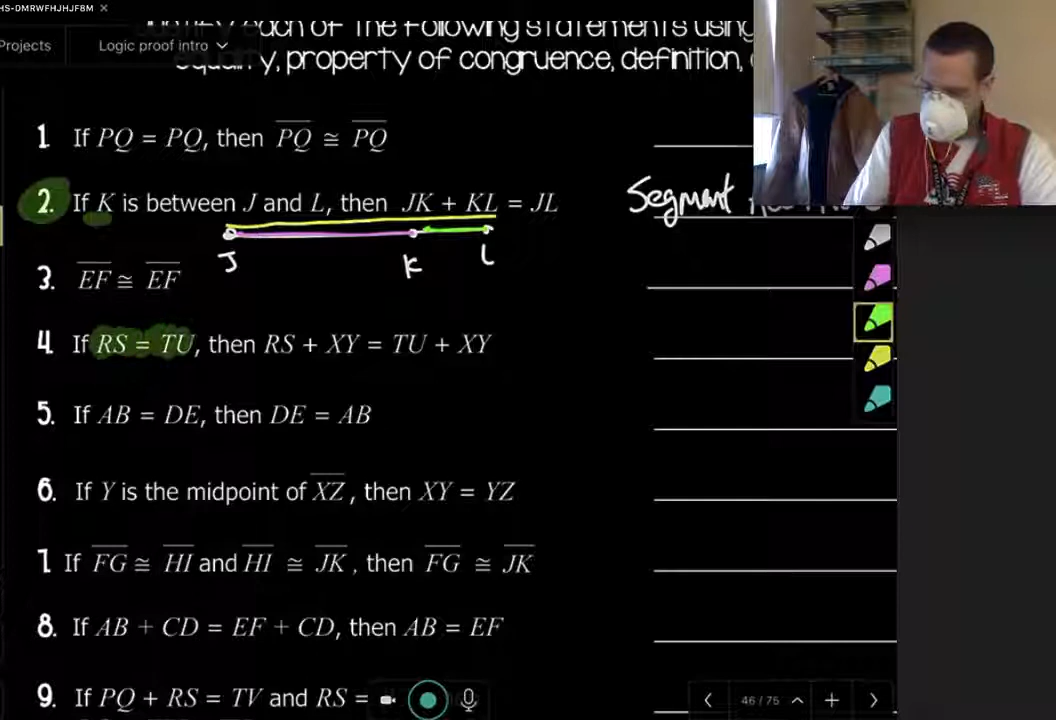 HS-DMRWFHJHJF8M ×
Projects
Logic proof intro
each of the following statements using
property of congruence, definition,
1 If PQ = PQ, then PQ ≅ PQ
2. If K is between J and L, then JK + KL = JL
Segment
J K L
3. EF ≅ EF
4. If RS = TU, then RS + XY = TU + XY
5. If AB = DE, then DE = AB
6. If Y is the midpoint of XZ, then XY = YZ
7 If FG ≅ HI and HI ≅ JK, then FG ≅ JK
8. If AB + CD = EF + CD, then AB = EF
9. If PQ + RS = TV and RS =
46/75